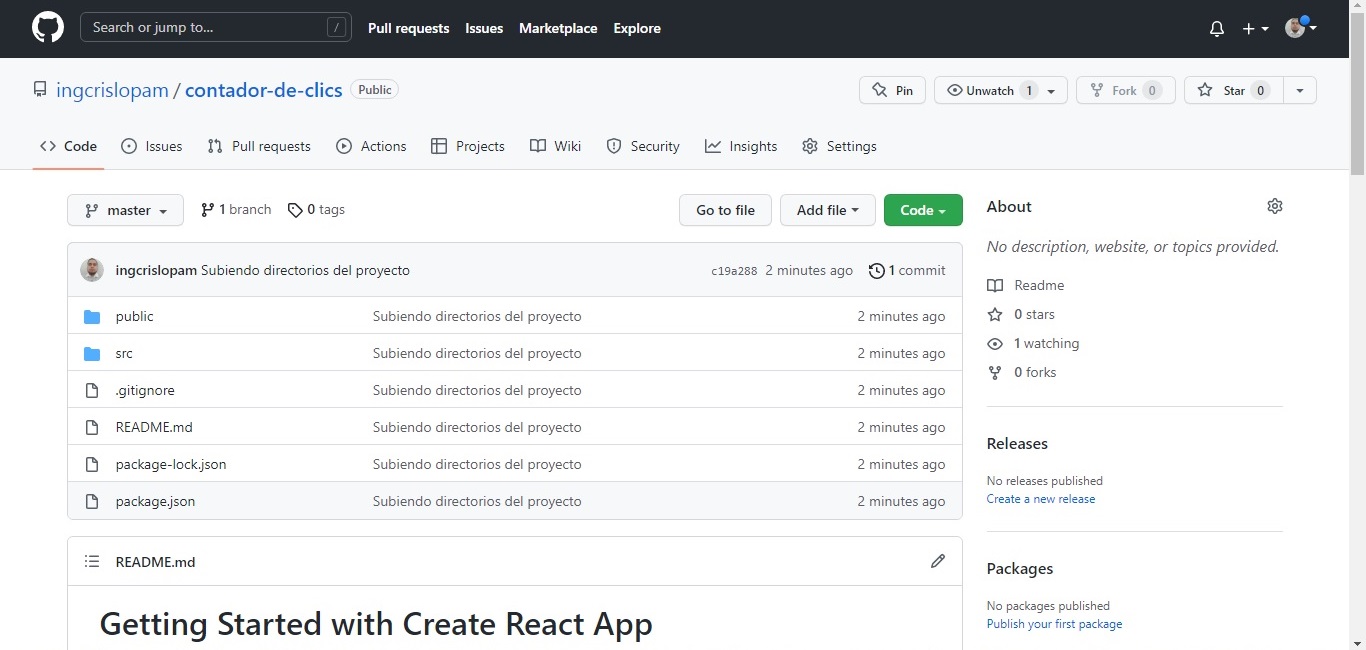 Search or jump to... /
Pull requests Issues Marketplace Explore
ingcrislopam / contador-de-clics Public
Pin Unwatch 1 Fork 0 Star 0
Code Issues Pull requests Actions Projects Wiki Security Insights Settings
master 1 branch 0 tags Go to file Add file Code
ingcrislopam Subiendo directorios del proyecto c19a288 2 minutes ago 1 commit
public Subiendo directorios del proyecto 2 minutes ago
src Subiendo directorios del proyecto 2 minutes ago
.gitignore Subiendo directorios del proyecto 2 minutes ago
README.md Subiendo directorios del proyecto 2 minutes ago
package-lock.json Subiendo directorios del proyecto 2 minutes ago
package.json Subiendo directorios del proyecto 2 minutes ago
README.md
Getting Started with Create React App
About
No description, website, or topics provided.
Readme
0 stars
1 watching
0 forks
Releases
No releases published
Create a new release
Packages
No packages published
Publish your first package